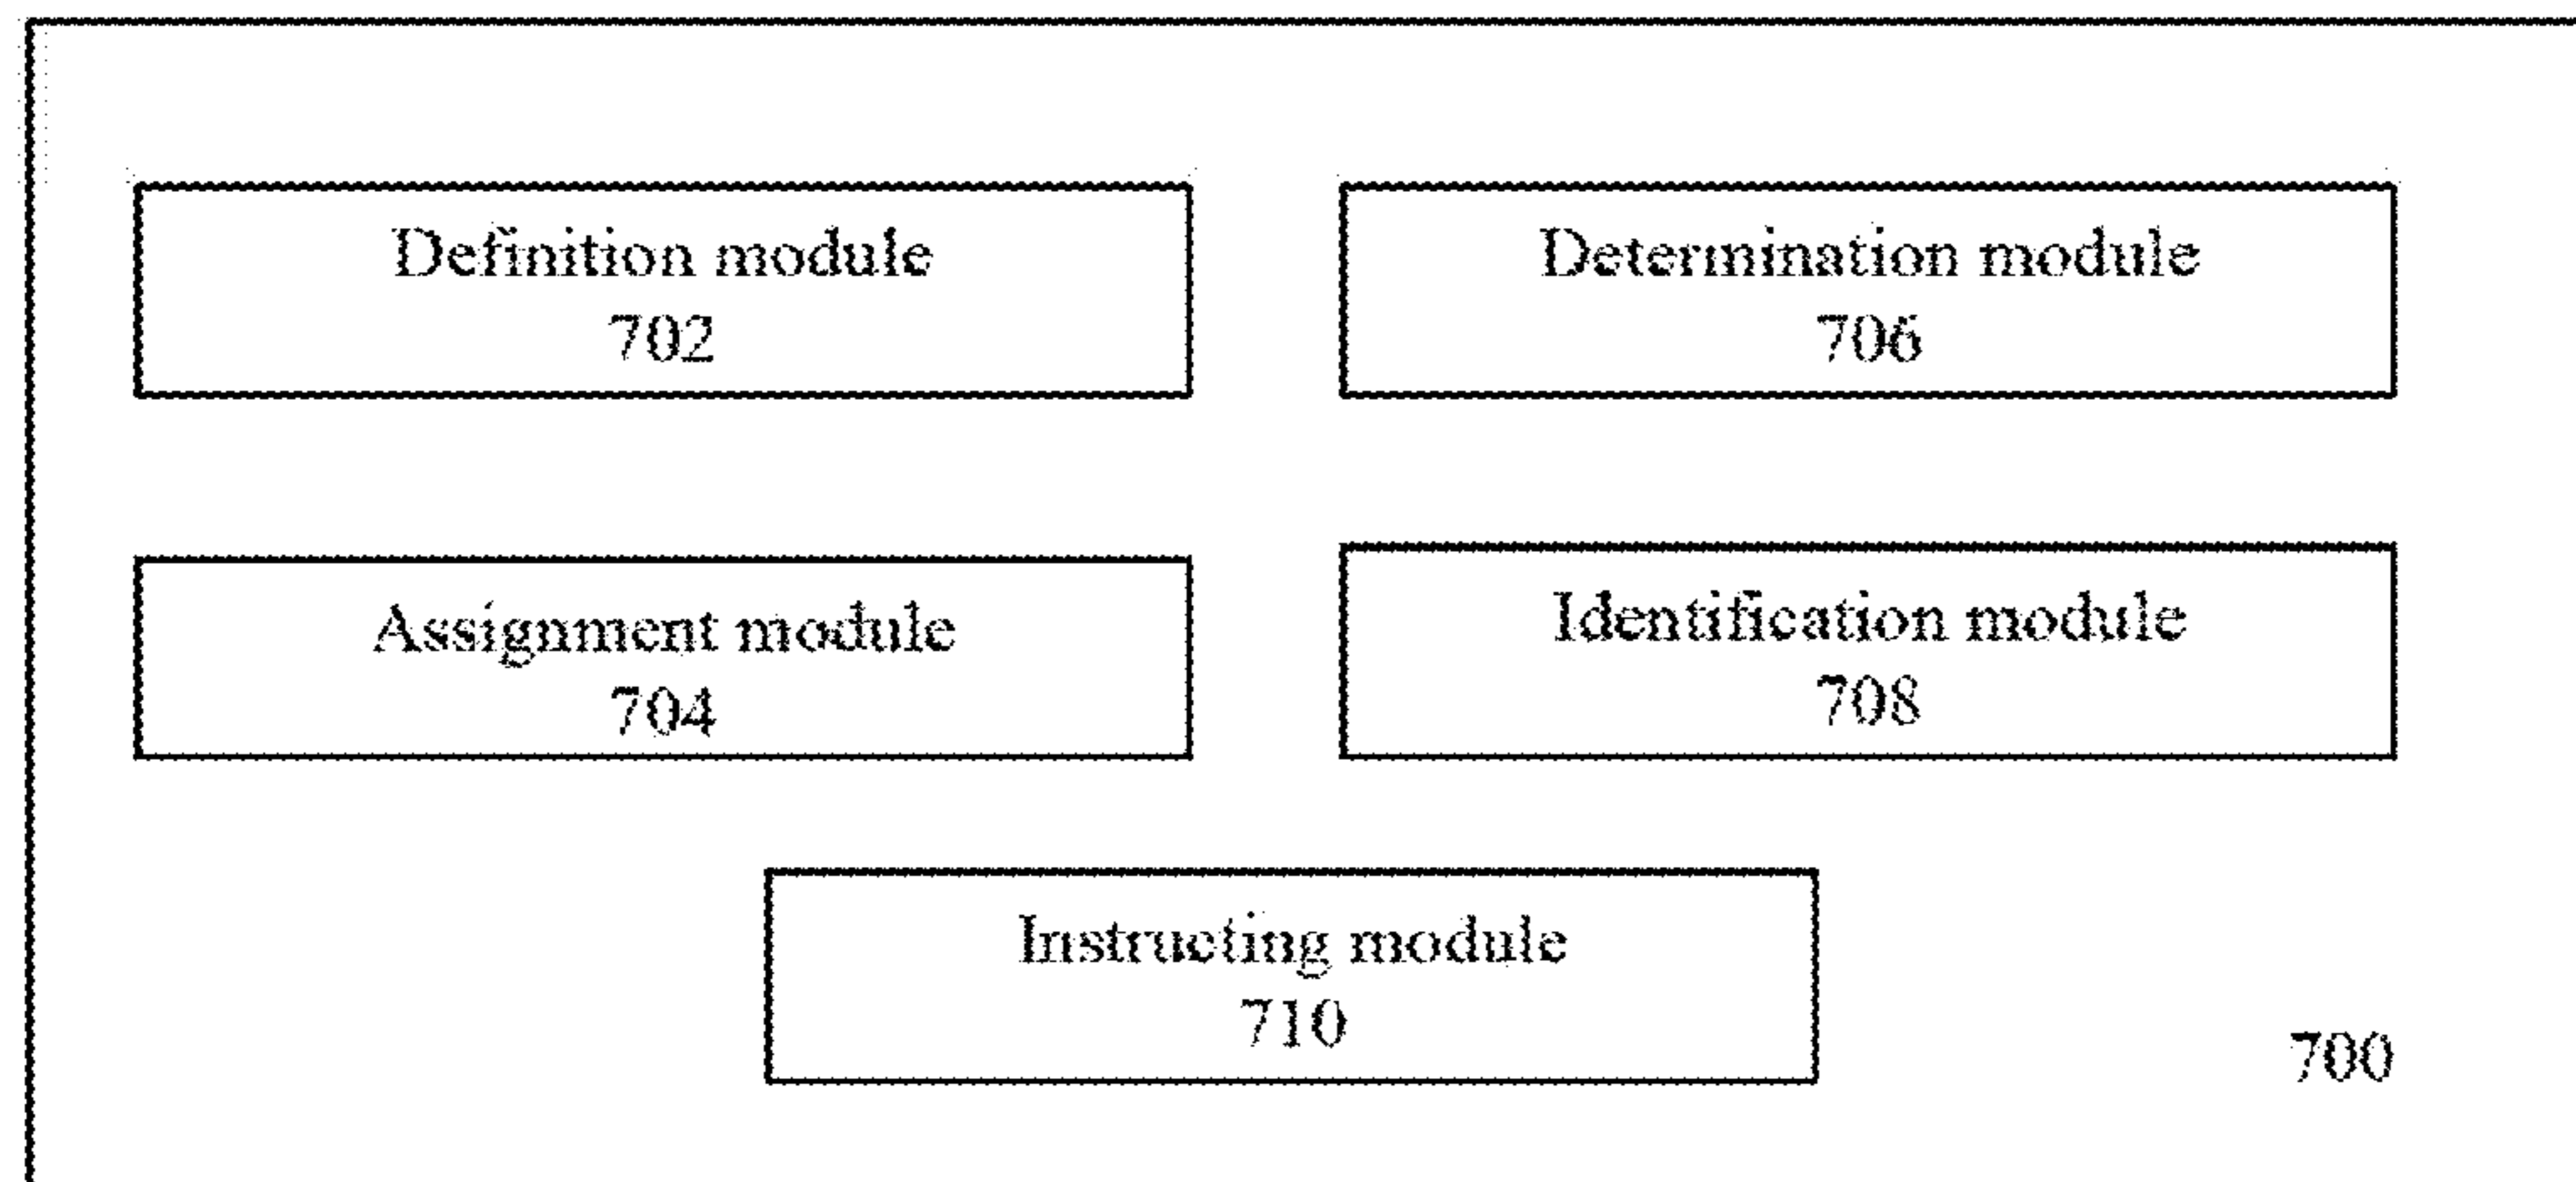 Definition module
702
Determination module
706
Assignment module
704
Identification module
708
Instructing module
710
700